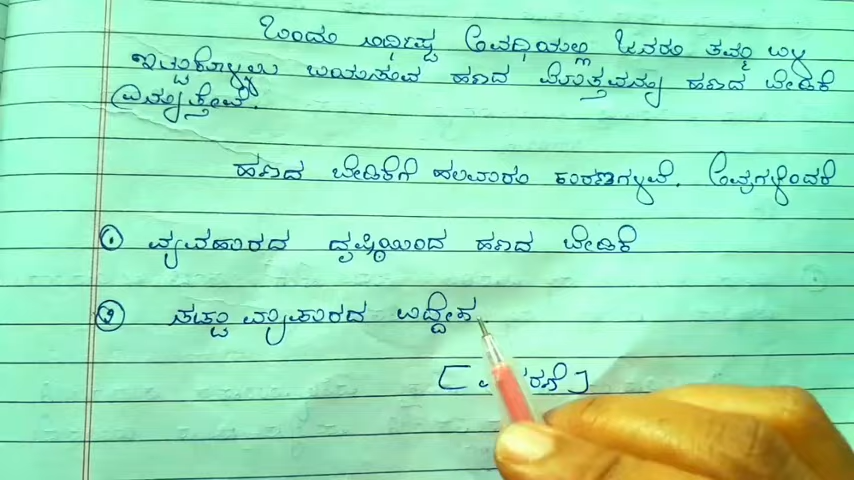 ಒಂದು ನಿರ್ದಿಷ್ಟ ಅವಧಿಯಲ್ಲಿ ಜನರು ತಮ್ಮ ಬಳಿ
ಇಟ್ಟುಕೊಳ್ಳಲು ಬಯಸುವ ಹಣದ ಮೊತ್ತವನ್ನು ಹಣದ ಬೇಡಿಕೆ
ಎನ್ನುತ್ತೇವೆ.
ಹಣದ ಬೇಡಿಕೆಗೆ ಹಲವಾರು ಕಾರಣಗಳಿವೆ. ಅವುಗಳೆಂದರೆ
① ವ್ಯವಹಾರದ ದೃಷ್ಟಿಯಿಂದ ಹಣದ ಬೇಡಿಕೆ
② ಸಟ್ಟಾ ವ್ಯಾಪಾರದ ಉದ್ದೇಶ